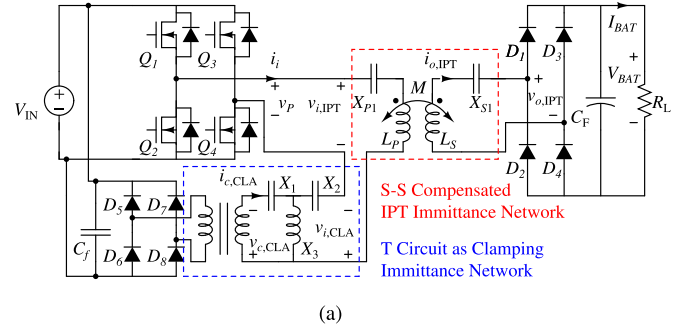 Q1 Q3 i_i i_o,IPT D1 D3 I_BAT
V_IN + − v_P + − v_i,IPT + − X_P1 M X_S1 + v_o,IPT − C_F + V_BAT − R_L
Q2 Q4 L_P L_S D2 D4
i_c,CLA X1 X2
S-S Compensated
IPT Immittance Network
C_f D5 D7 − v_c,CLA + X3 − v_i,CLA +
D6 D8
T Circuit as Clamping
Immittance Network
(a)